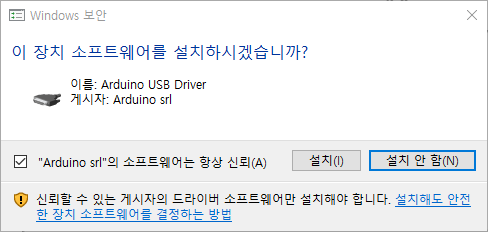 Windows 보안
이 장치 소프트웨어를 설치하시겠습니까?
이름: Arduino USB Driver
게시자: Arduino srl
"Arduino srl"의 소프트웨어는 항상 신뢰(A)
설치(I)
설치 안 함(N)
신뢰할 수 있는 게시자의 드라이버 소프트웨어만 설치해야 합니다. 설치해도 안전
한 장치 소프트웨어를 결정하는 방법